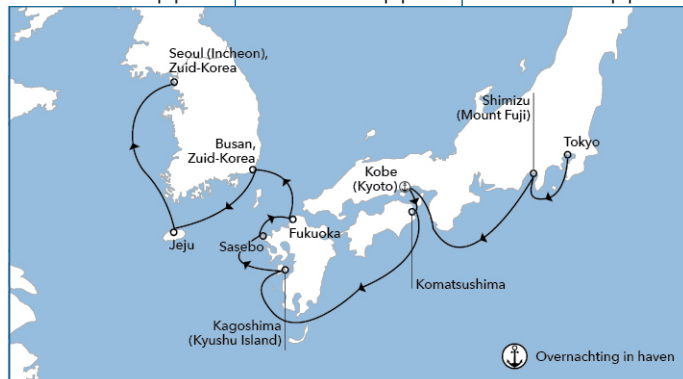 Seoul (Incheon),
Zuid-Korea
Shimizu
(Mount Fuji)
Busan,
Zuid-Korea
Tokyo
Kobe
(Kyoto)
Jeju
Sasebo
Fukuoka
Komatsushima
Kagoshima
(Kyushu Island)
Overnachting in haven